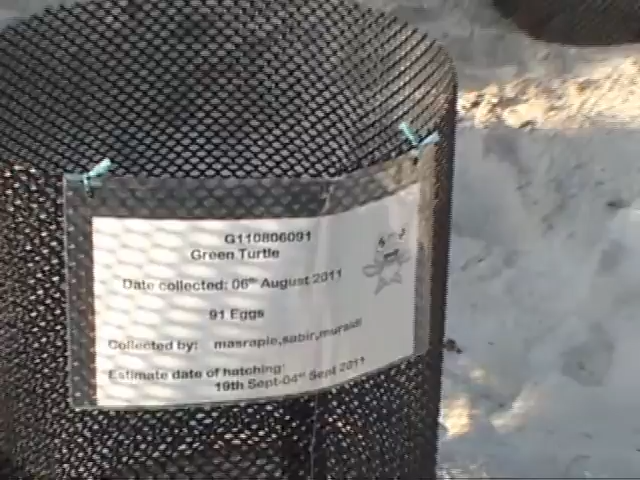 G110806091
Green Turtle
Date collected: 06th August 2011
91 Eggs
Collected by: masrapie,sabir,muraidi
Estimate date of hatching:
19th Sept-04th Sept 2011